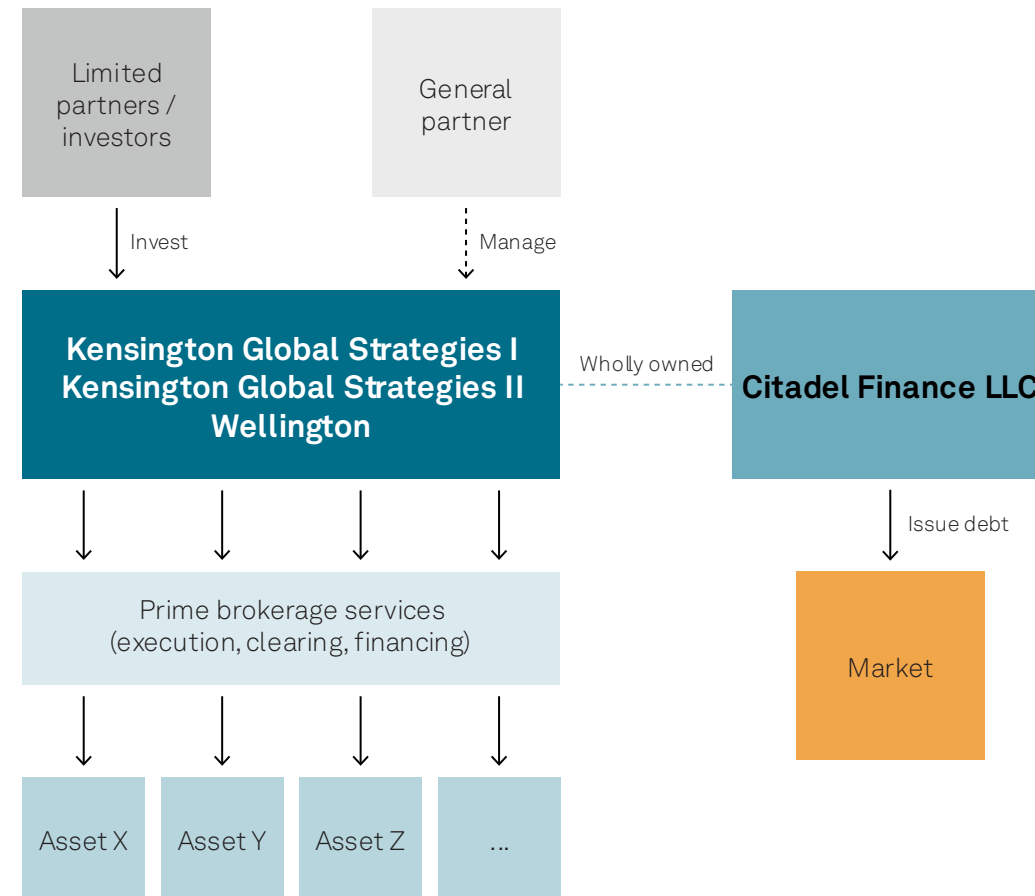 Limited
partners /
investors
General
partner
Invest
Manage
Kensington Global Strategies I
Kensington Global Strategies II
Wellington
Wholly owned
Citadel Finance LLC
Issue debt
Prime brokerage services
(execution, clearing, financing)
Market
Asset X
Asset Y
Asset Z
...